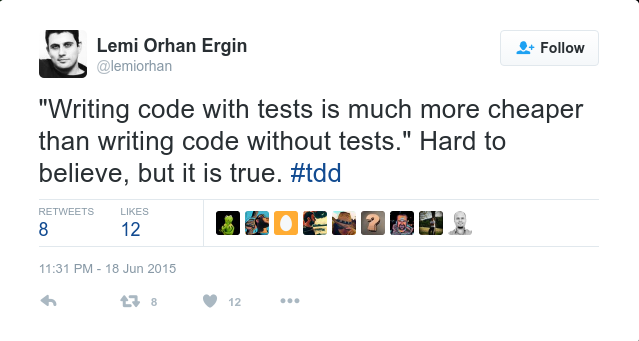 Lemi Orhan Ergin
@lemiorhan
Follow
"Writing code with tests is much more cheaper
than writing code without tests." Hard to
believe, but it is true. #tdd
RETWEETS LIKES
8 12
11:31 PM - 18 Jun 2015
8 12